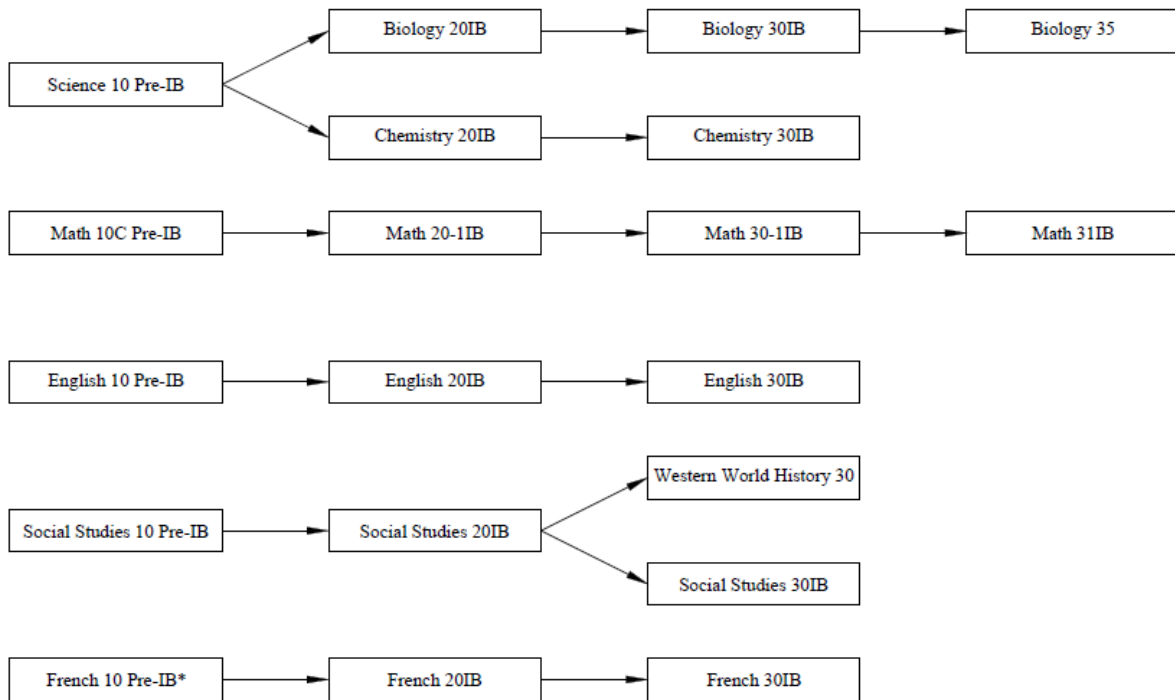 Biology 20IB
Biology 30IB
Biology 35
Science 10 Pre-IB
Chemistry 20IB
Chemistry 30IB
Math 10C Pre-IB
Math 20-1IB
Math 30-1IB
Math 31IB
English 10 Pre-IB
English 20IB
English 30IB
Western World History 30
Social Studies 10 Pre-IB
Social Studies 20IB
Social Studies 30IB
French 10 Pre-IB*
French 20IB
French 30IB